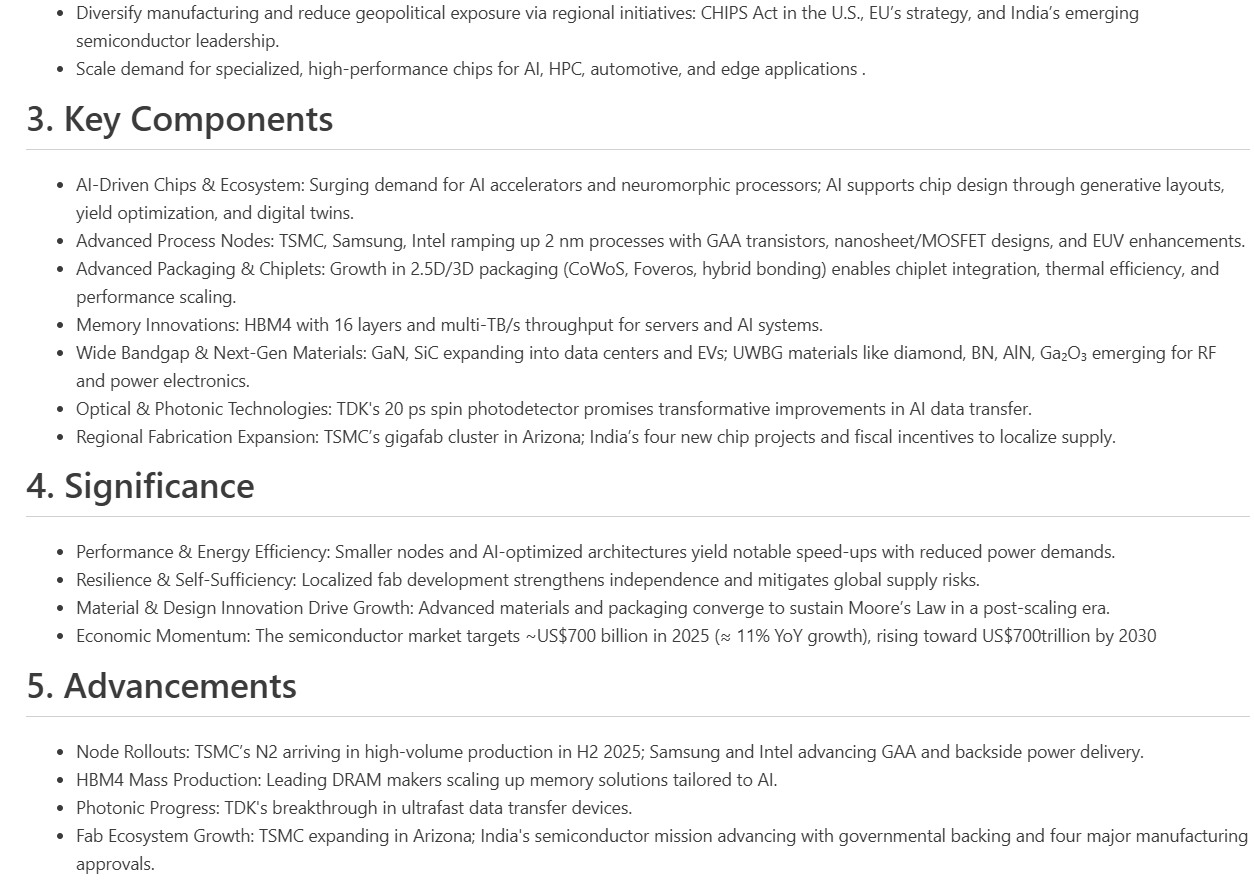 • Diversify manufacturing and reduce geopolitical exposure via regional initiatives: CHIPS Act in the U.S., EU’s strategy, and India’s emerging
semiconductor leadership.
• Scale demand for specialized, high-performance chips for AI, HPC, automotive, and edge applications .
3. Key Components
• AI-Driven Chips & Ecosystem: Surging demand for AI accelerators and neuromorphic processors; AI supports chip design through generative layouts,
yield optimization, and digital twins.
• Advanced Process Nodes: TSMC, Samsung, Intel ramping up 2 nm processes with GAA transistors, nanosheet/MOSFET designs, and EUV enhancements.
• Advanced Packaging & Chiplets: Growth in 2.5D/3D packaging (CoWoS, Foveros, hybrid bonding) enables chiplet integration, thermal efficiency, and
performance scaling.
• Memory Innovations: HBM4 with 16 layers and multi-TB/s throughput for servers and AI systems.
• Wide Bandgap & Next-Gen Materials: GaN, SiC expanding into data centers and EVs; UWBG materials like diamond, BN, AlN, Ga₂O₃ emerging for RF
and power electronics.
• Optical & Photonic Technologies: TDK's 20 ps spin photodetector promises transformative improvements in AI data transfer.
• Regional Fabrication Expansion: TSMC’s gigafab cluster in Arizona; India’s four new chip projects and fiscal incentives to localize supply.
4. Significance
• Performance & Energy Efficiency: Smaller nodes and AI-optimized architectures yield notable speed-ups with reduced power demands.
• Resilience & Self-Sufficiency: Localized fab development strengthens independence and mitigates global supply risks.
• Material & Design Innovation Drive Growth: Advanced materials and packaging converge to sustain Moore’s Law in a post-scaling era.
• Economic Momentum: The semiconductor market targets ~US$700 billion in 2025 (≈ 11% YoY growth), rising toward US$700trillion by 2030
5. Advancements
• Node Rollouts: TSMC’s N2 arriving in high-volume production in H2 2025; Samsung and Intel advancing GAA and backside power delivery.
• HBM4 Mass Production: Leading DRAM makers scaling up memory solutions tailored to AI.
• Photonic Progress: TDK's breakthrough in ultrafast data transfer devices.
• Fab Ecosystem Growth: TSMC expanding in Arizona; India's semiconductor mission advancing with governmental backing and four major manufacturing
approvals.